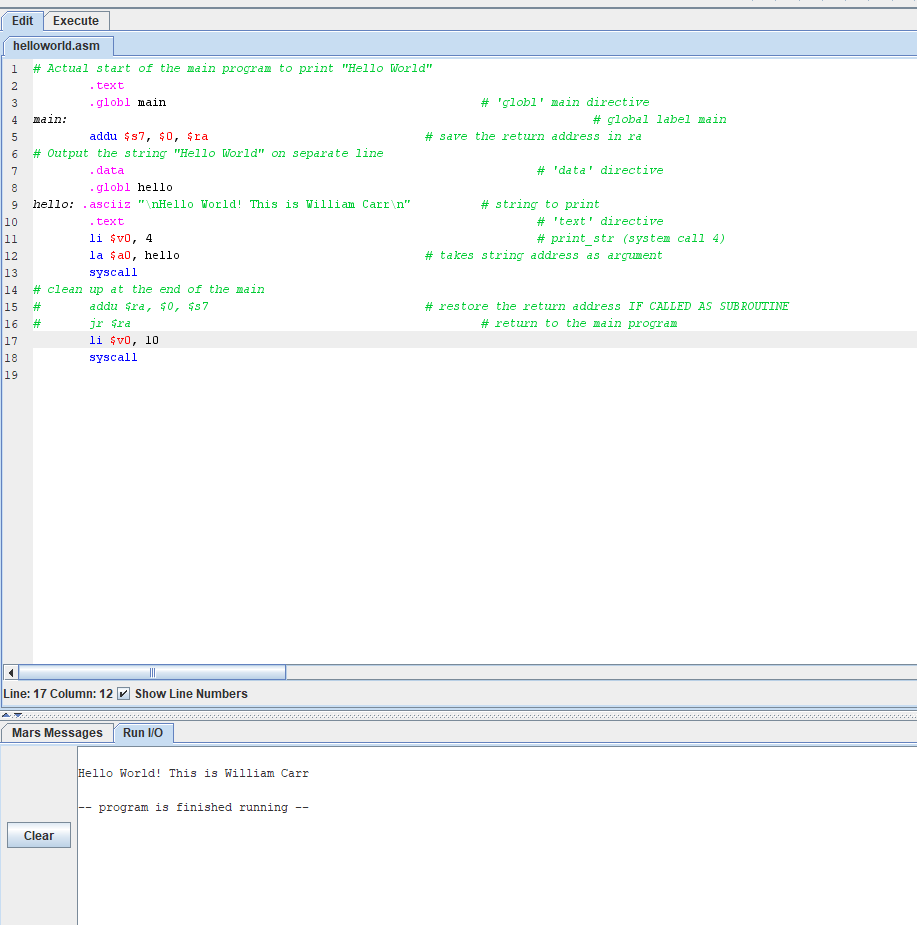 Edit Execute
helloworld.asm
1 # Actual start of the main program to print "Hello World"
2 .text
3 .globl main # 'globl' main directive
4 main: # global label main
5 addu $s7, $0, $ra # save the return address in ra
6 # Output the string "Hello World" on separate line
7 .data # 'data' directive
8 .globl hello
9 hello: .asciiz "\nHello World! This is William Carr\n" # string to print
10 .text # 'text' directive
11 li $v0, 4 # print_str (system call 4)
12 la $a0, hello # takes string address as argument
13 syscall
14 # clean up at the end of the main
15 # addu $ra, $0, $s7 # restore the return address IF CALLED AS SUBROUTINE
16 # jr $ra # return to the main program
17 li $v0, 10
18 syscall
19
Line: 17 Column: 12 Show Line Numbers
Mars Messages Run I/O
Hello World! This is William Carr
-- program is finished running --
Clear